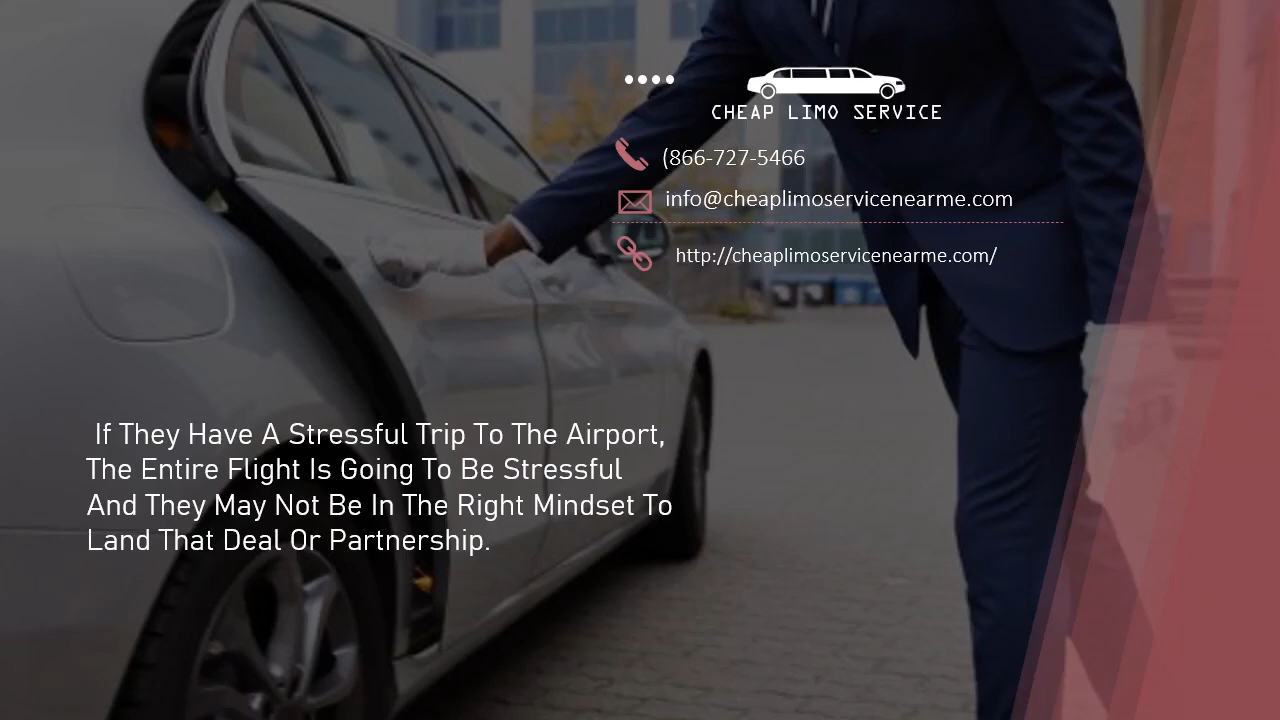 CHEAP LIMO SERVICE
(866-727-5466
info@cheaplimoservicenearme.com
http://cheaplimoservicenearme.com/
If They Have A Stressful Trip To The Airport,
The Entire Flight Is Going To Be Stressful
And They May Not Be In The Right Mindset To
Land That Deal Or Partnership.